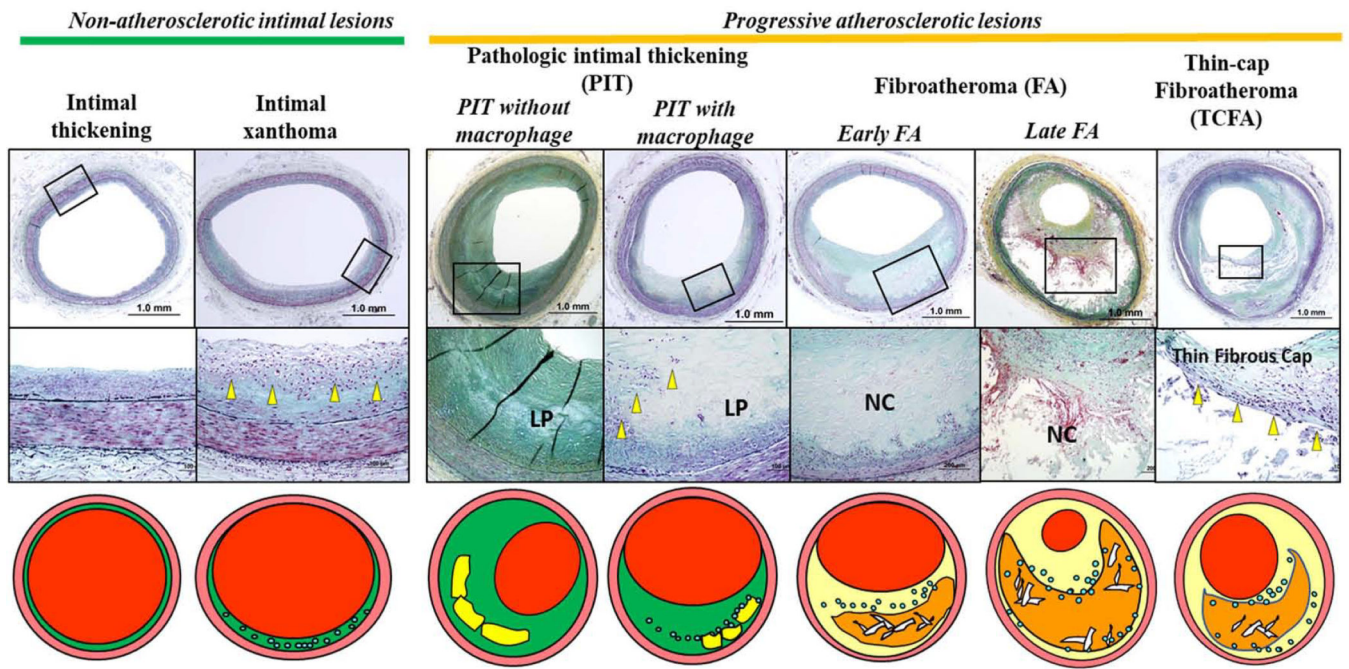 Non-atherosclerotic intimal lesions
Progressive atherosclerotic lesions
Pathologic intimal thickening
(PIT)
Fibroatheroma (FA)
Thin-cap
Fibroatheroma
(TCFA)
Intimal
thickening
Intimal
xanthoma
PIT without
macrophage
PIT with
macrophage
Early FA
Late FA
1.0 mm
1.0 mm
1.0 mm
1.0 mm
1.0 mm
1.0 mm
1.0 mm
LP
LP
NC
NC
Thin Fibrous Cap